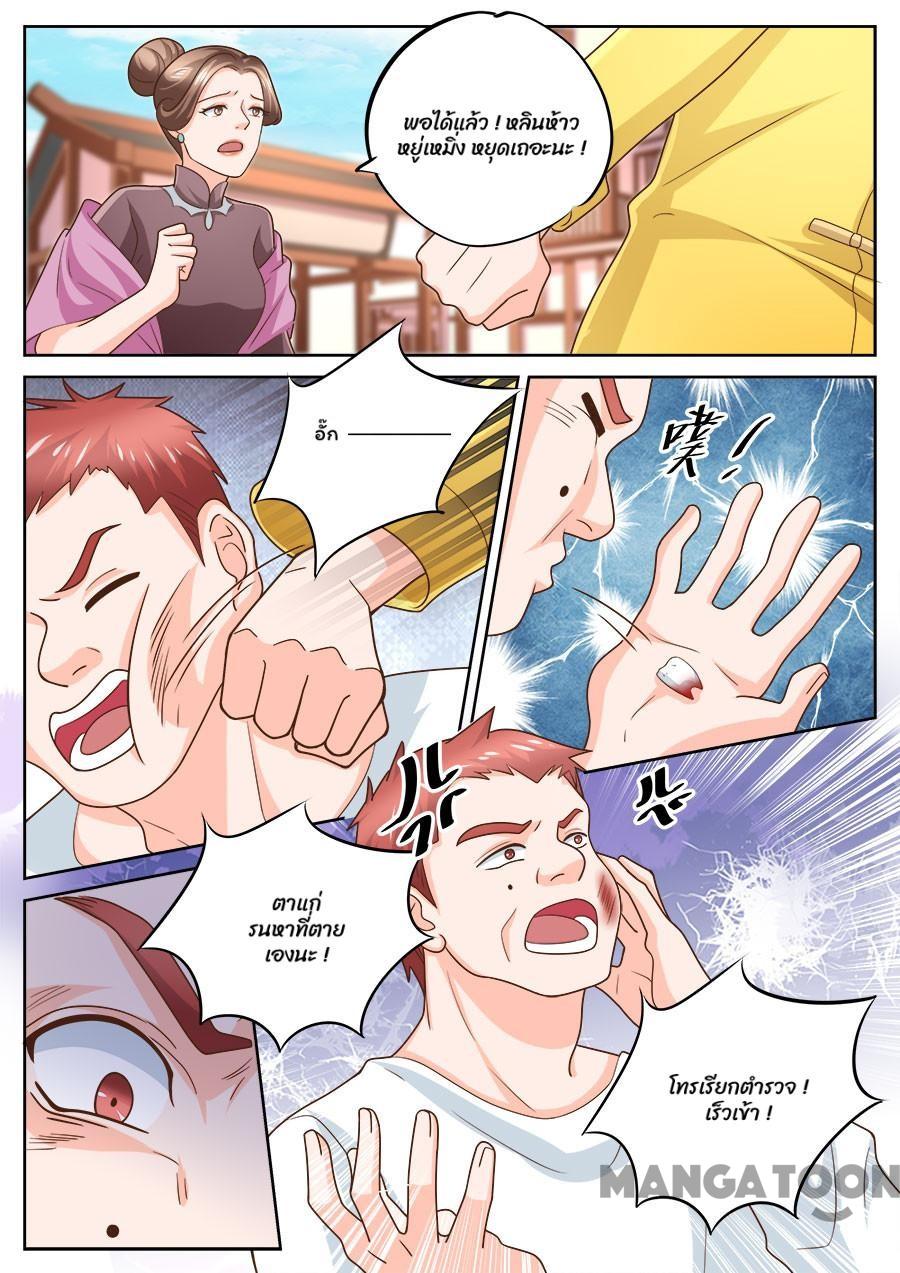 พอได้แล้ว ! หลินห้าว
หยู่เหมิ่ง หยุดเถอะนะ !
อั๊ก ————
噗!
ตาแก่
รนหาที่ตาย
เองนะ !
โทรเรียกตำรวจ !
เร็วเข้า !
MANGATOON